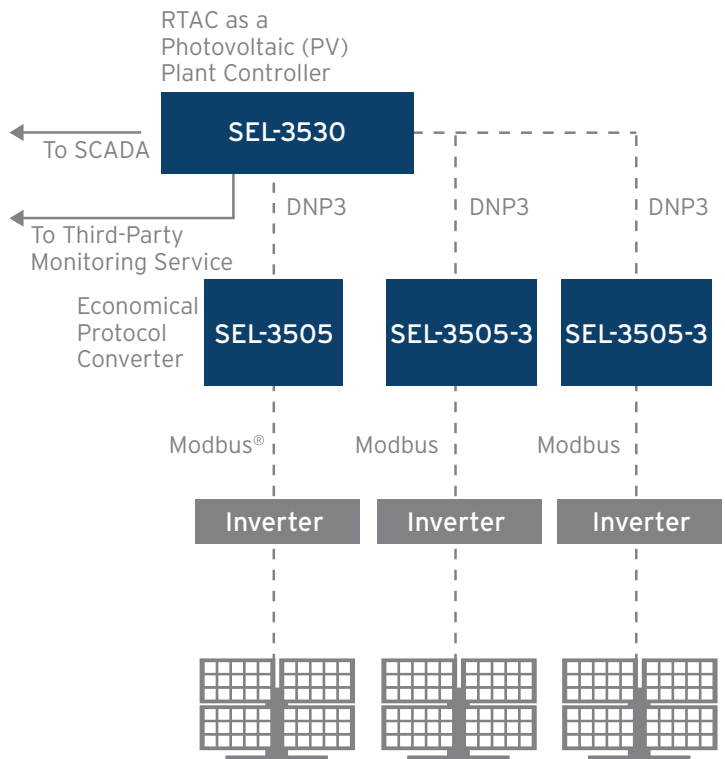 RTAC as a
Photovoltaic (PV)
Plant Controller
SEL-3530
To SCADA
DNP3
DNP3
DNP3
To Third-Party
Monitoring Service
Economical
Protocol
Converter
SEL-3505
SEL-3505-3
SEL-3505-3
Modbus®
Modbus
Modbus
Inverter
Inverter
Inverter